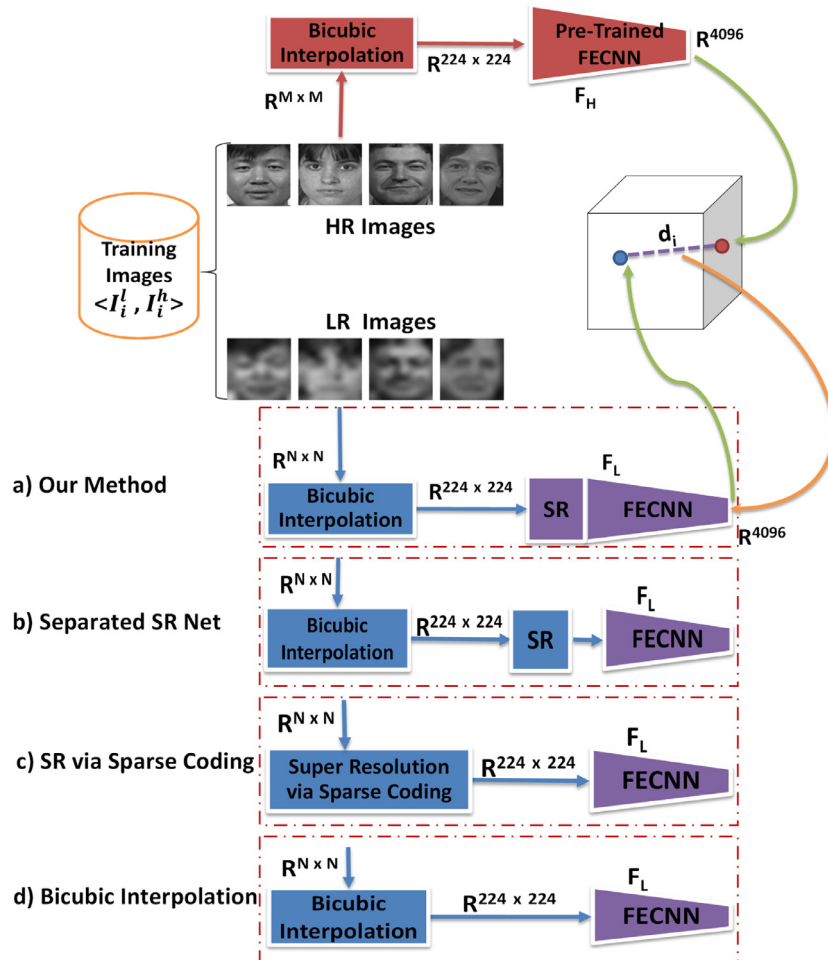 Bicubic
Interpolation
R^224 x 224
Pre-Trained
FECNN
R^4096
F_H
R^M x M
HR Images
Training
Images
<I_i^l , I_i^h>
d_i
LR Images
a) Our Method
R^N x N
Bicubic
Interpolation
R^224 x 224
SR
F_L
FECNN
R^4096
b) Separated SR Net
R^N x N
Bicubic
Interpolation
R^224 x 224
SR
F_L
FECNN
c) SR via Sparse Coding
R^N x N
Super Resolution
via Sparse Coding
R^224 x 224
F_L
FECNN
d) Bicubic Interpolation
R^N x N
Bicubic
Interpolation
R^224 x 224
F_L
FECNN